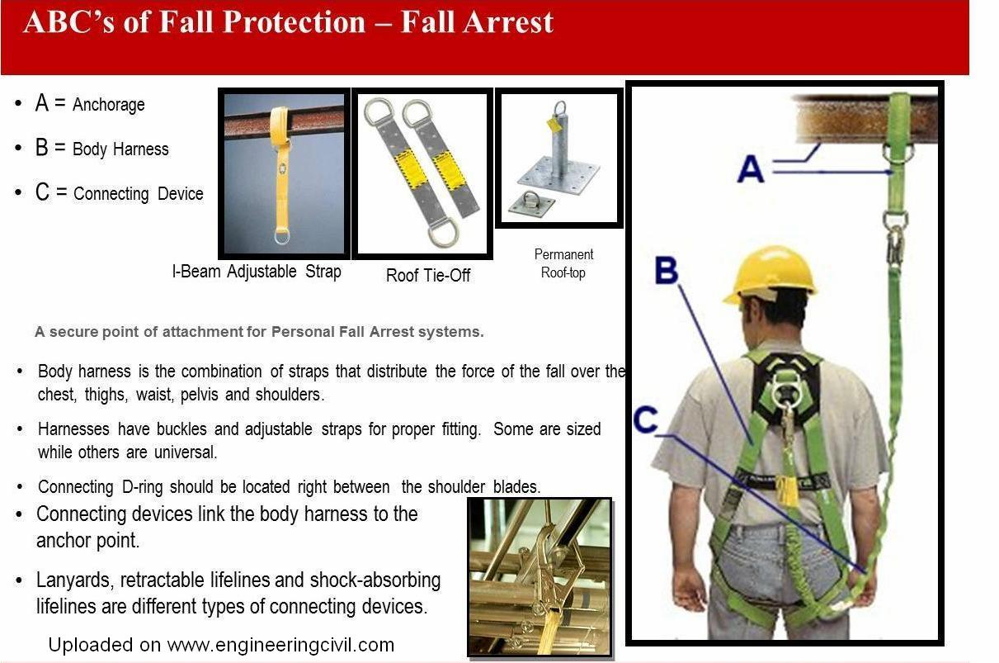 ABC's of Fall Protection – Fall Arrest
• A = Anchorage
• B = Body Harness
• C = Connecting Device
I-Beam Adjustable Strap
Roof Tie-Off
Permanent
Roof-top
A secure point of attachment for Personal Fall Arrest systems.
• Body harness is the combination of straps that distribute the force of the fall over the
chest, thighs, waist, pelvis and shoulders.
• Harnesses have buckles and adjustable straps for proper fitting. Some are sized
while others are universal.
• Connecting D-ring should be located right between the shoulder blades.
• Connecting devices link the body harness to the
anchor point.
• Lanyards, retractable lifelines and shock-absorbing
lifelines are different types of connecting devices.
Uploaded on www.engineeringcivil.com
A
B
C